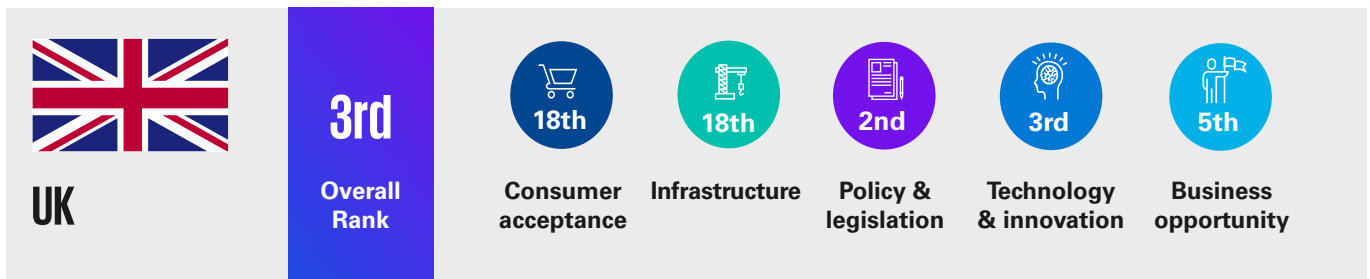 UK
3rd
Overall
Rank
18th
Consumer
acceptance
18th
Infrastructure
2nd
Policy &
legislation
3rd
Technology
& innovation
5th
Business
opportunity